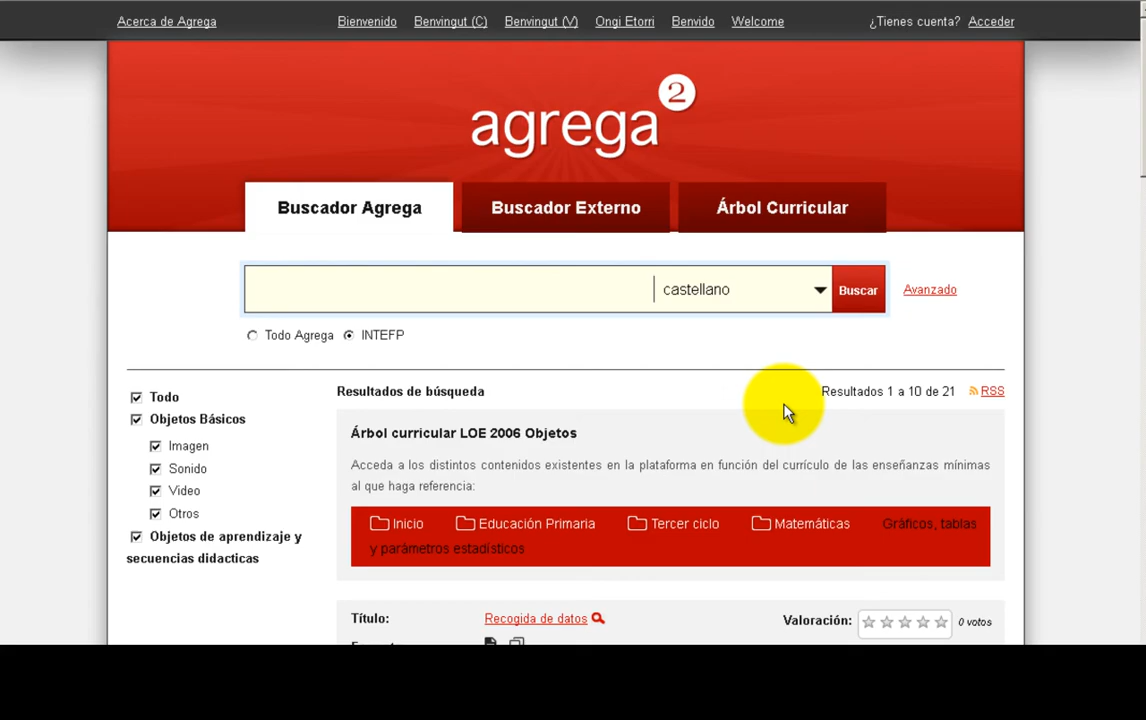 Acerca de Agrega Bienvenido Benvingut (C) Benvingut (V) Ongi Etorri Benvido Welcome ¿Tienes cuenta? Acceder
agrega 2
Buscador Agrega Buscador Externo Árbol Curricular
castellano Buscar Avanzado
Todo Agrega INTEFP
Todo
Objetos Básicos
Imagen
Sonido
Video
Otros
Objetos de aprendizaje y
secuencias didacticas
Resultados de búsqueda Resultados 1 a 10 de 21 RSS
Árbol curricular LOE 2006 Objetos
Acceda a los distintos contenidos existentes en la plataforma en función del currículo de las enseñanzas mínimas
al que haga referencia:
Inicio Educación Primaria Tercer ciclo Matemáticas Gráficos, tablas
y parámetros estadísticos
Título: Recogida de datos Valoración: 0 votos